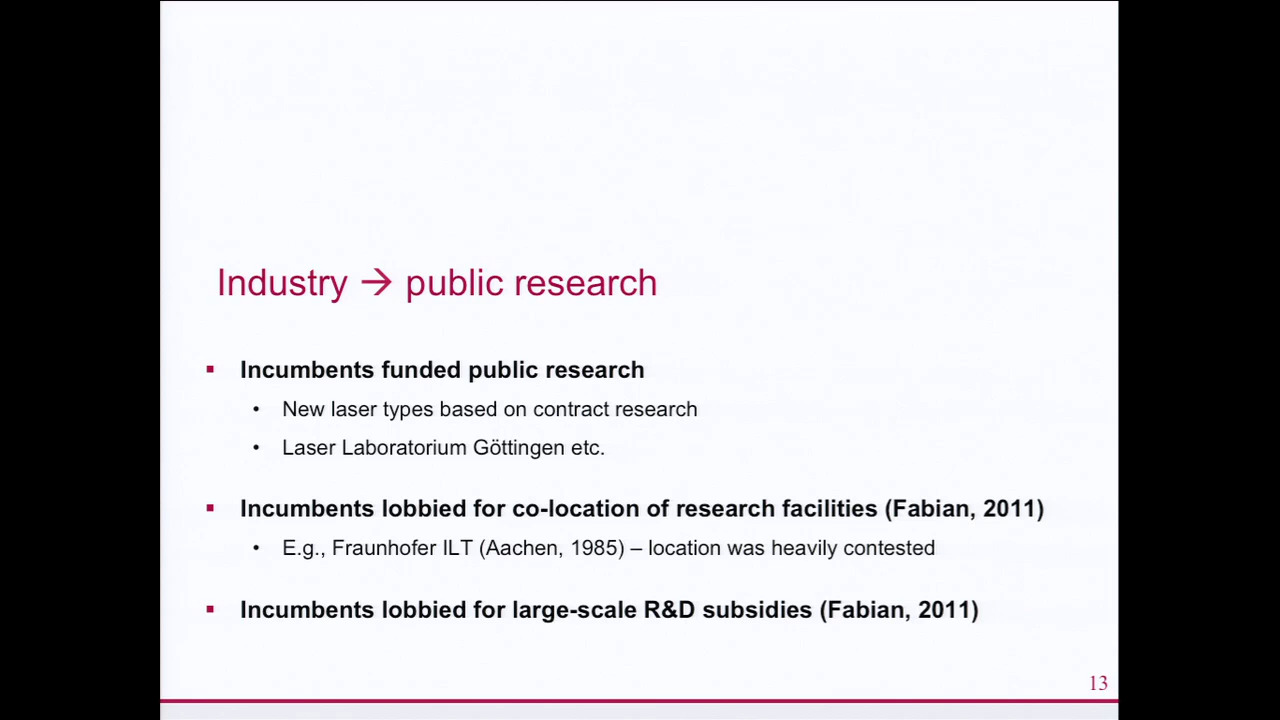 Industry → public research
▪ Incumbents funded public research
• New laser types based on contract research
• Laser Laboratorium Göttingen etc.
▪ Incumbents lobbied for co-location of research facilities (Fabian, 2011)
• E.g., Fraunhofer ILT (Aachen, 1985) – location was heavily contested
▪ Incumbents lobbied for large-scale R&D subsidies (Fabian, 2011)
13